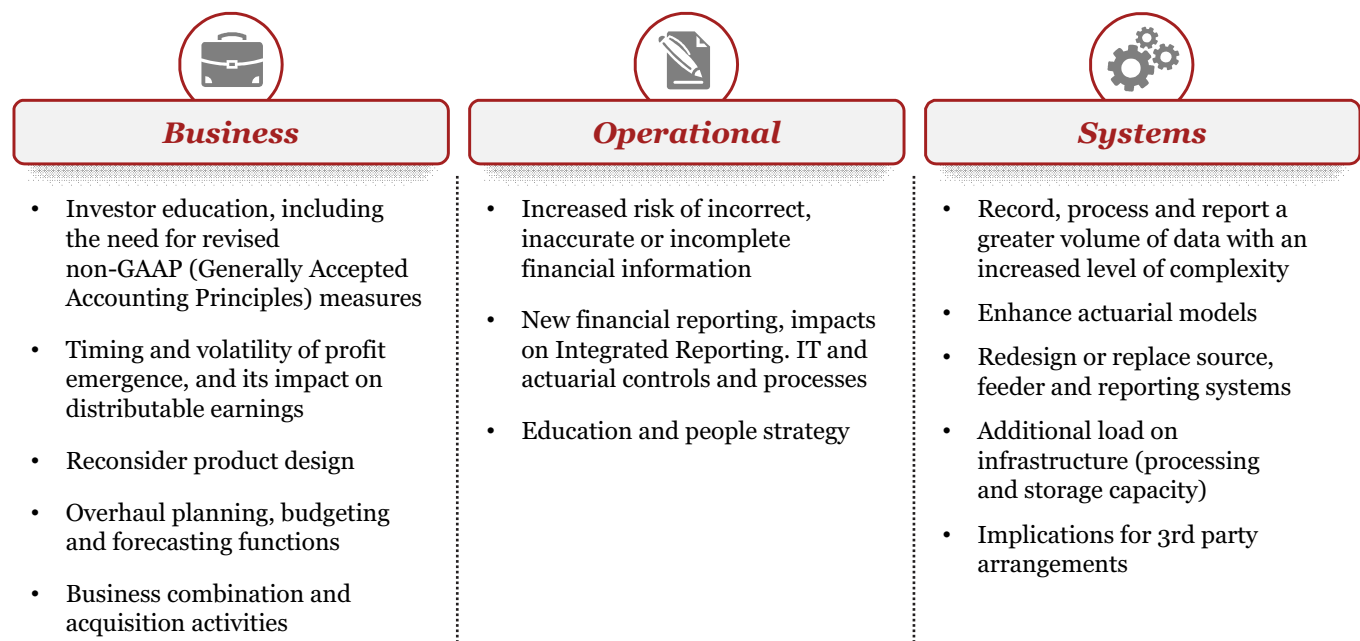 Business
• Investor education, including
the need for revised
non-GAAP (Generally Accepted
Accounting Principles) measures
• Timing and volatility of profit
emergence, and its impact on
distributable earnings
• Reconsider product design
• Overhaul planning, budgeting
and forecasting functions
• Business combination and
acquisition activities
Operational
• Increased risk of incorrect,
inaccurate or incomplete
financial information
• New financial reporting, impacts
on Integrated Reporting. IT and
actuarial controls and processes
• Education and people strategy
Systems
• Record, process and report a
greater volume of data with an
increased level of complexity
• Enhance actuarial models
• Redesign or replace source,
feeder and reporting systems
• Additional load on
infrastructure (processing
and storage capacity)
• Implications for 3rd party
arrangements